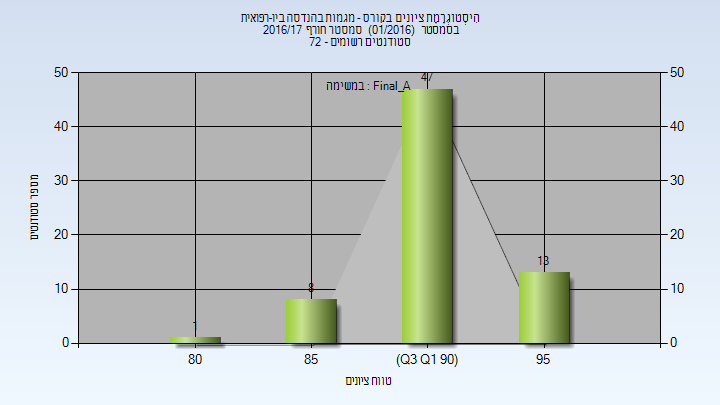 היסטוגרמת ציונים בקורס - מגמות בהנדסה ביו-רפואית
בסמסטר (01/2016) סמסטר חורף 2016/17
סטודנטים רשומים - 72
במשימה : Final_A
50 50
40 40
30 30
20 20
10 10
0 0
1 8 47 13
80 85 (Q3 Q1 90) 95
מספר סטודנטים
טווח ציונים